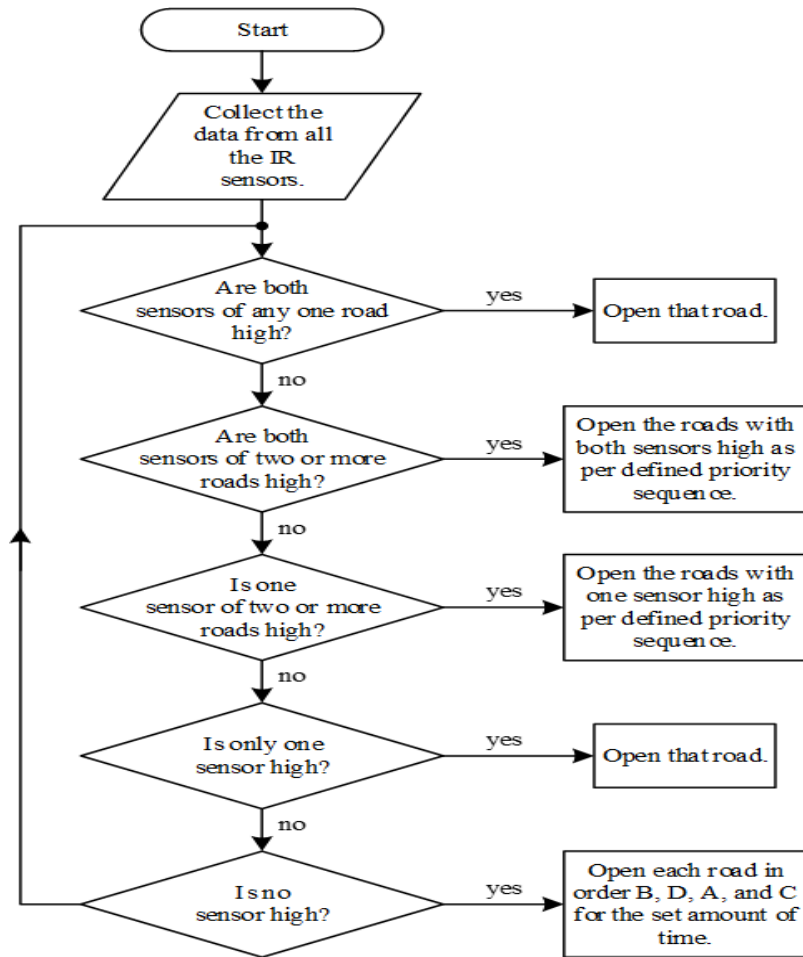 Start
Collect the
data from all
the IR
sensors.
Are both
sensors of any one road
high?
yes
Open that road.
no
Are both
sensors of two or more
roads high?
yes
Open the roads with
both sensors high as
per defined priority
sequence.
no
Is one
sensor of two or more
roads high?
yes
Open the roads with
one sensor high as
per defined priority
sequence.
no
Is only one
sensor high?
yes
Open that road.
no
Is no
sensor high?
yes
Open each road in
order B, D, A, and C
for the set amount of
time.